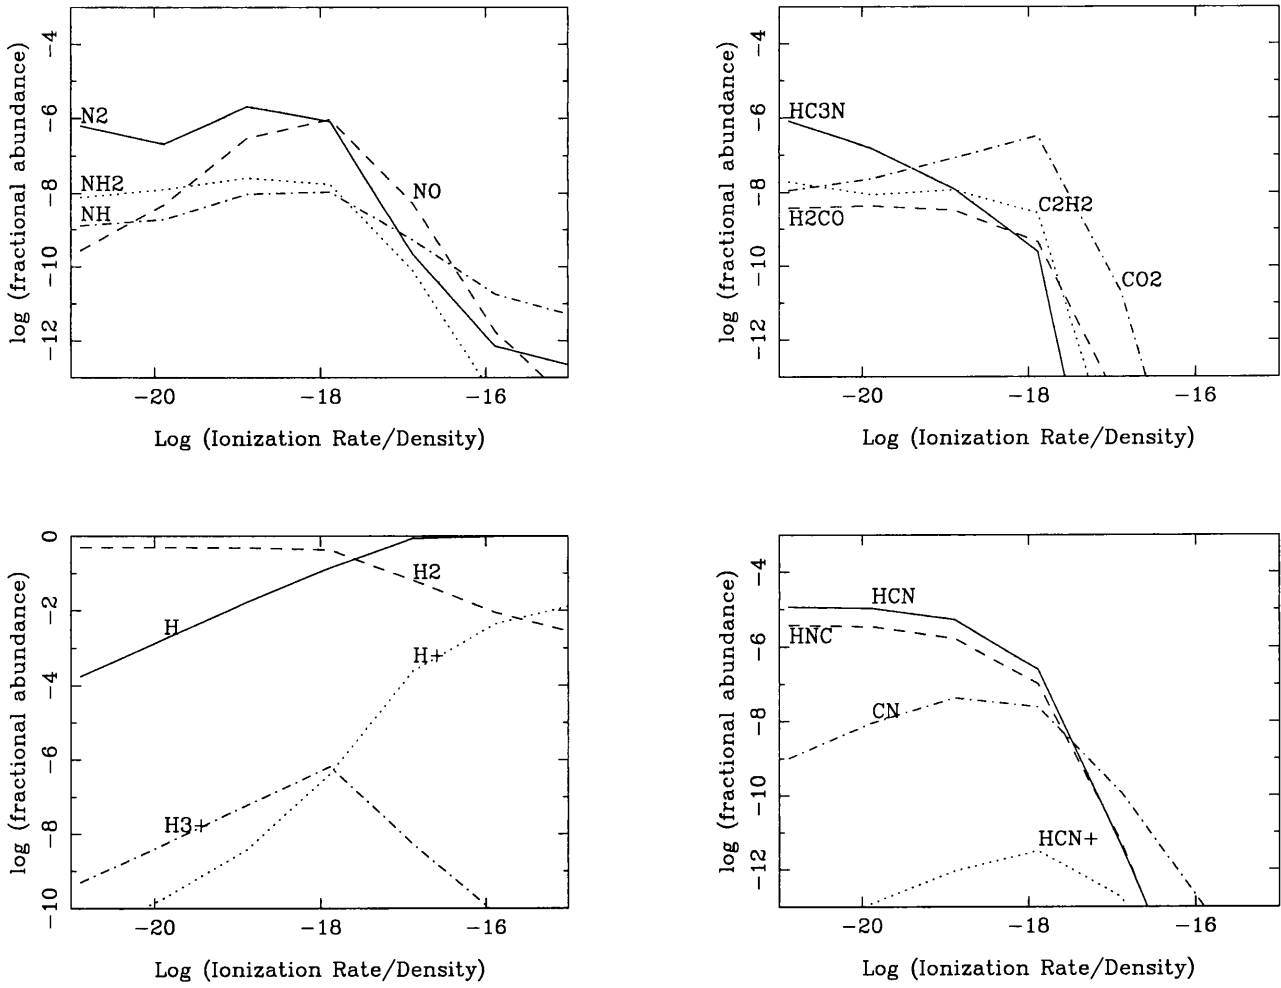 log (fractional abundance)
-4
-6
-8
-10
-12
N2
NH2
NH
NO
-20
-18
-16
Log (Ionization Rate/Density)
log (fractional abundance)
-4
-6
-8
-10
-12
HC3N
H2CO
C2H2
CO2
-20
-18
-16
Log (Ionization Rate/Density)
log (fractional abundance)
0
-2
-4
-6
-8
-10
H
H2
H+
H3+
-20
-18
-16
Log (Ionization Rate/Density)
log (fractional abundance)
-4
-6
-8
-10
-12
HCN
HNC
CN
HCN+
-20
-18
-16
Log (Ionization Rate/Density)